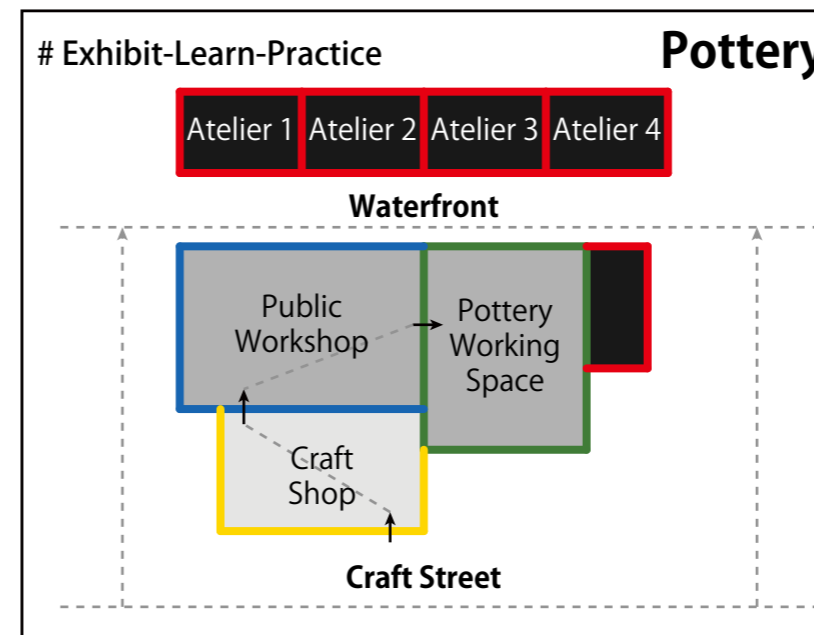 # Exhibit-Learn-Practice
Pottery
Atelier 1
Atelier 2
Atelier 3
Atelier 4
Waterfront
Public
Workshop
Pottery
Working
Space
Craft
Shop
Craft Street